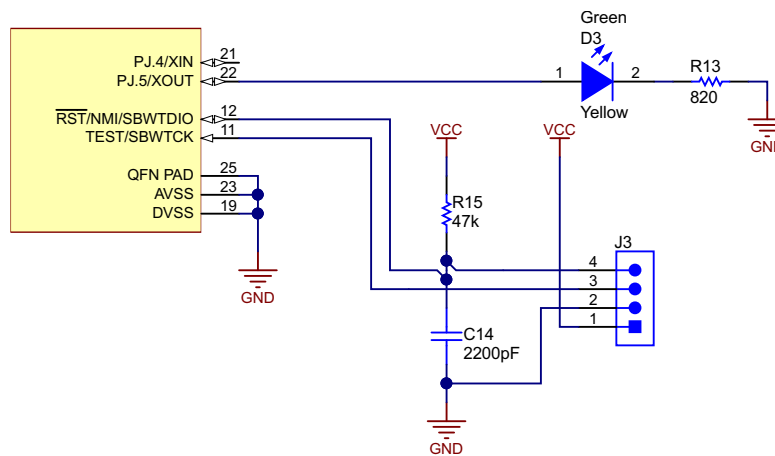 Green
D3
PJ.4/XIN 21
PJ.5/XOUT 22
1 2
R13
820
Yellow
GND
RST/NMI/SBWTDIO 12
TEST/SBWTCK 11
VCC
VCC
QFN PAD 25
AVSS 23
DVSS 19
R15
47k
GND
J3
4
3
2
1
C14
2200pF
GND